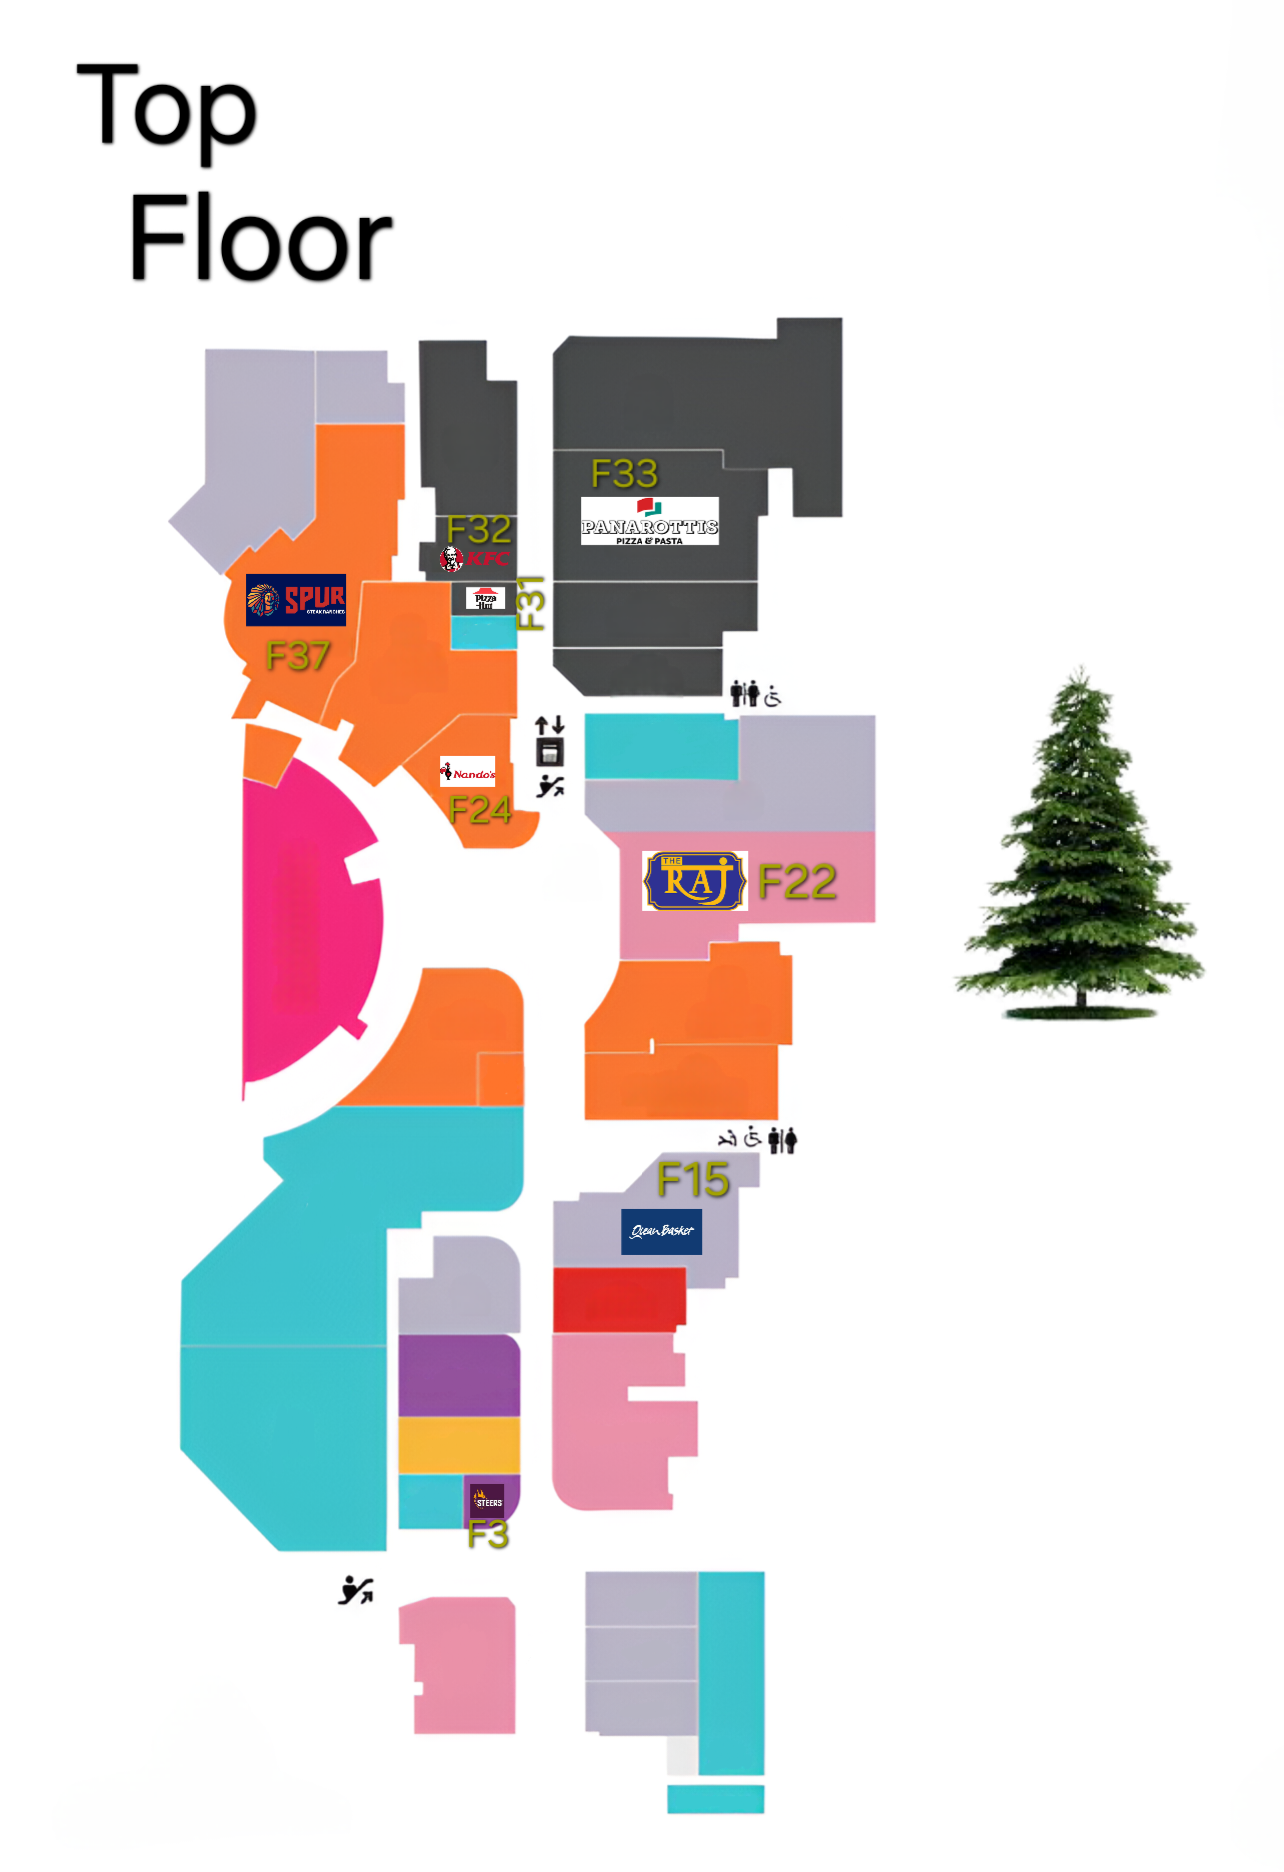 Top
Floor
F33
PANAROTTIS
PIZZA & PASTA
F32
KFC
SPUR
STEAK RANCHES
F37
Pizza
Hut
F31
Nando's
F24
THE
RAJ
F22
F15
Ocean Basket
STEERS
F3